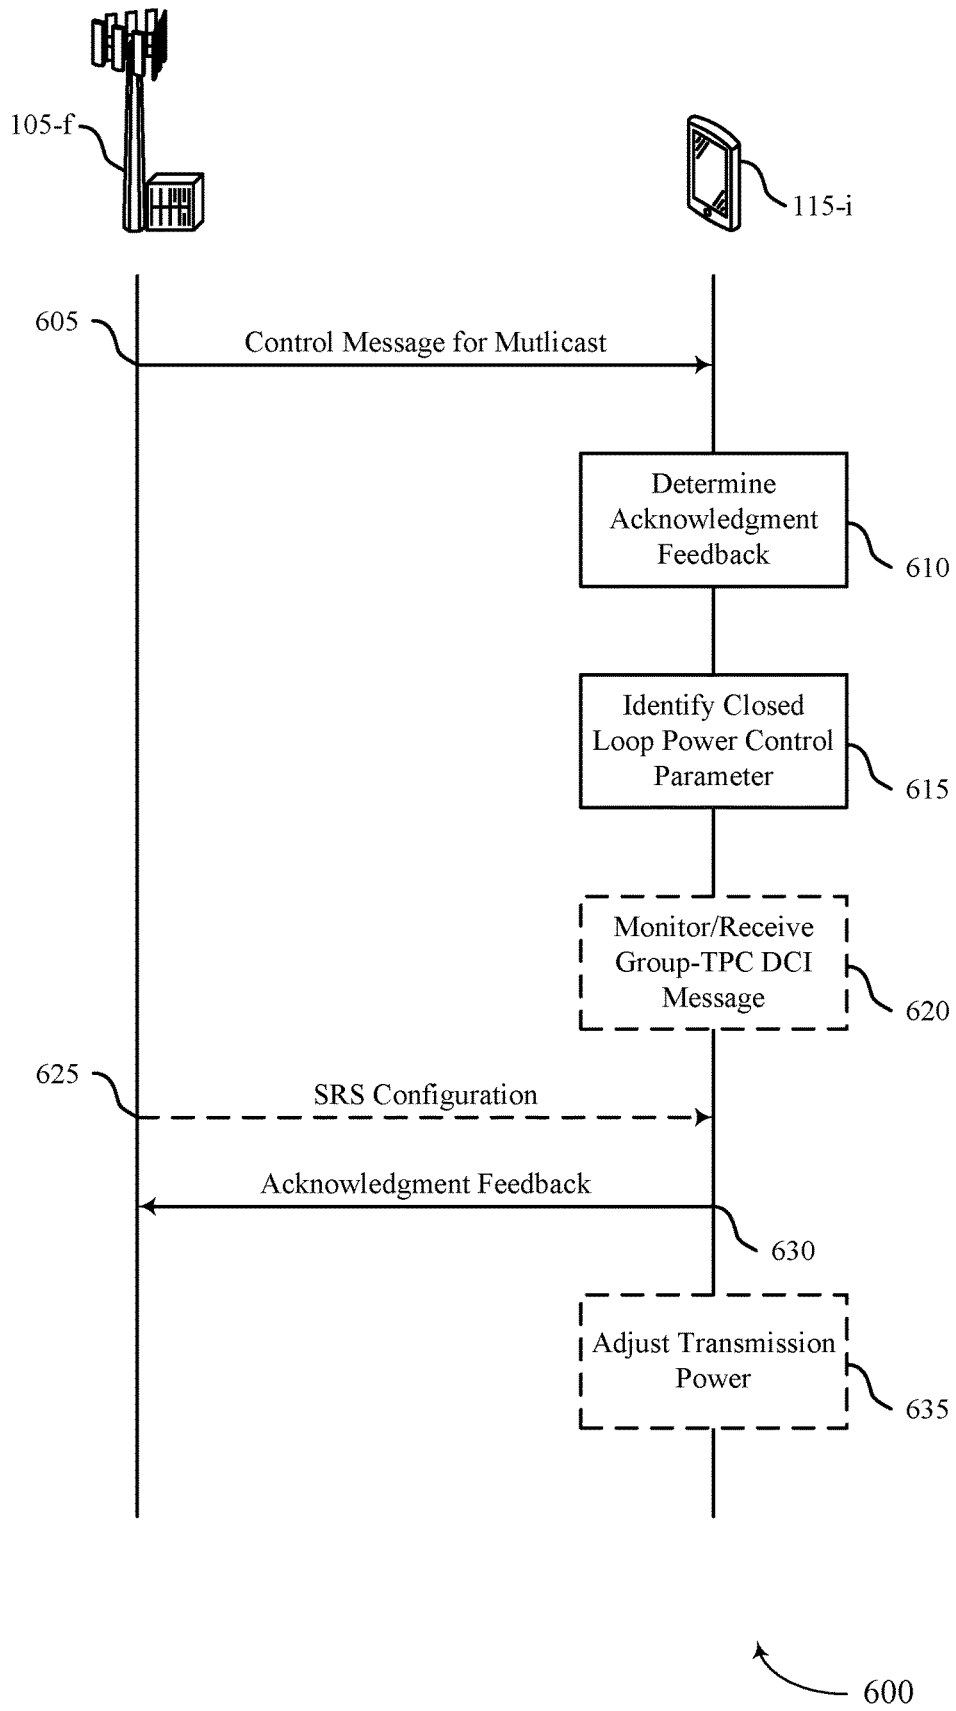 105-f
115-i
605
Control Message for Mutlicast
Determine
Acknowledgment
Feedback
610
Identify Closed
Loop Power Control
Parameter
615
Monitor/Receive
Group-TPC DCI
Message
620
625
SRS Configuration
Acknowledgment Feedback
630
Adjust Transmission
Power
635
600